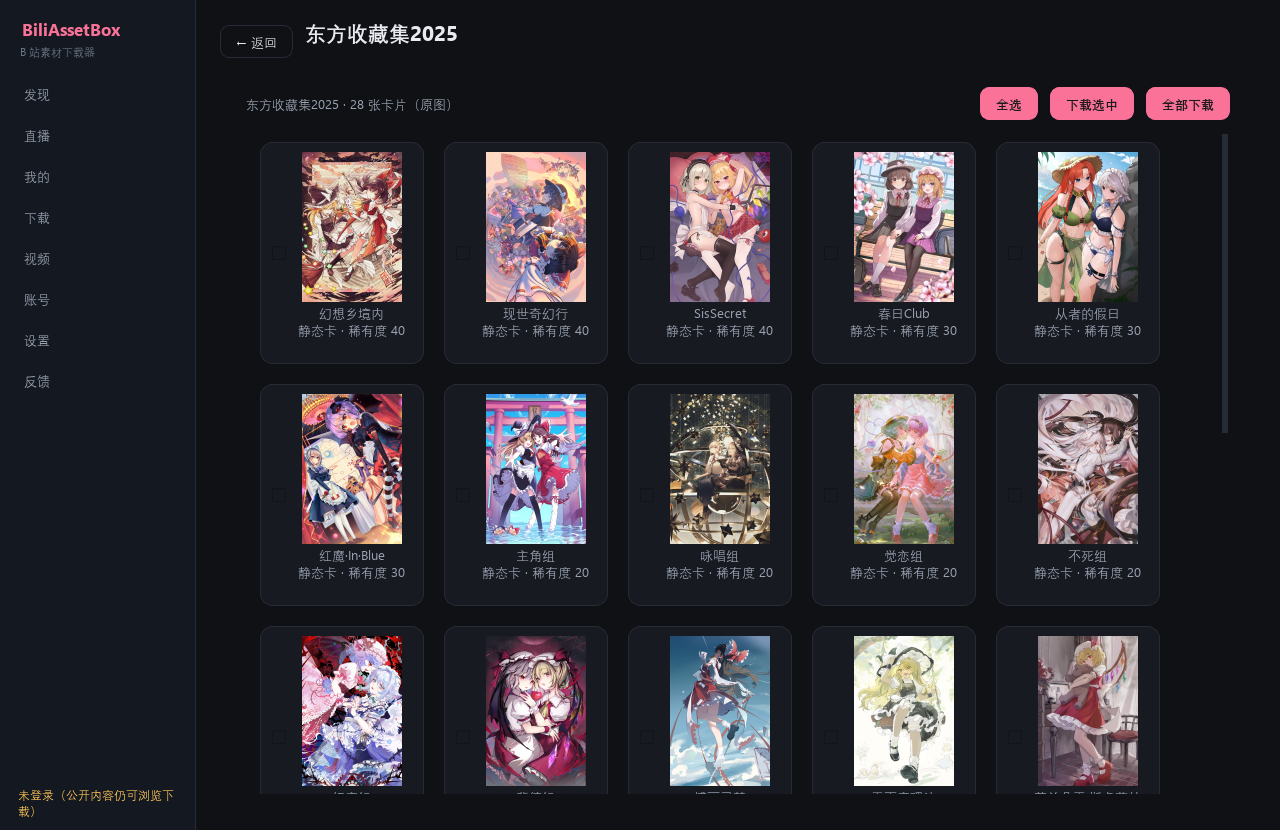 BiliAssetBox
B 站素材下载器
发现
直播
我的
下载
视频
账号
设置
反馈
未登录（公开内容仍可浏览下
载）
← 返回
东方收藏集2025
东方收藏集2025 · 28 张卡片（原图）
全选
下载选中
全部下载
幻想乡境内
静态卡 · 稀有度 40
现世奇幻行
静态卡 · 稀有度 40
SisSecret
静态卡 · 稀有度 40
春日Club
静态卡 · 稀有度 30
从者的假日
静态卡 · 稀有度 30
红魔·In·Blue
静态卡 · 稀有度 30
主角组
静态卡 · 稀有度 20
咏唱组
静态卡 · 稀有度 20
觉恋组
静态卡 · 稀有度 20
不死组
静态卡 · 稀有度 20